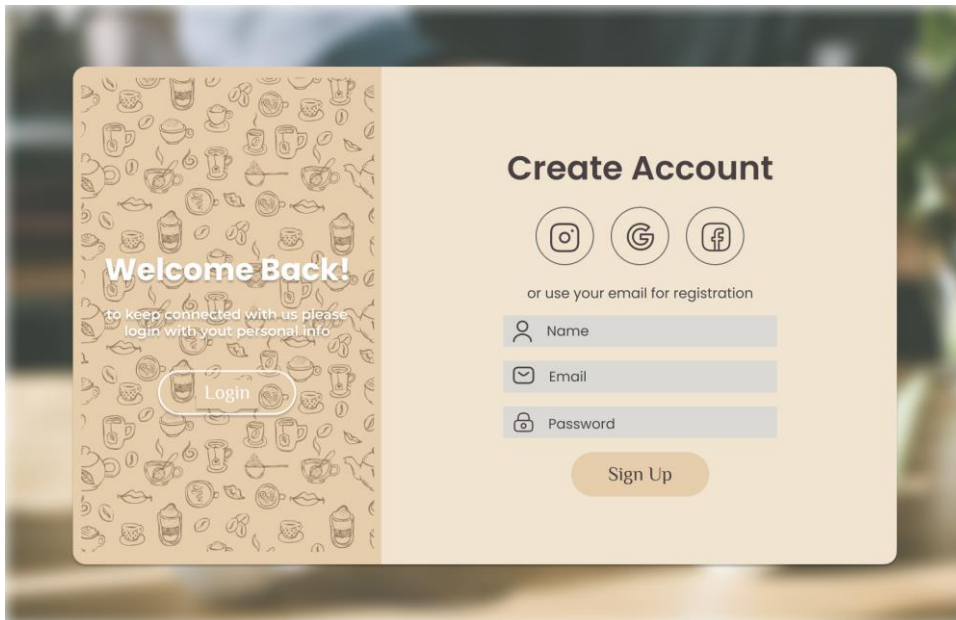 Welcome Back!
to keep connected with us please
login with yout personal info
Login
Create Account
or use your email for registration
Name
Email
Password
Sign Up